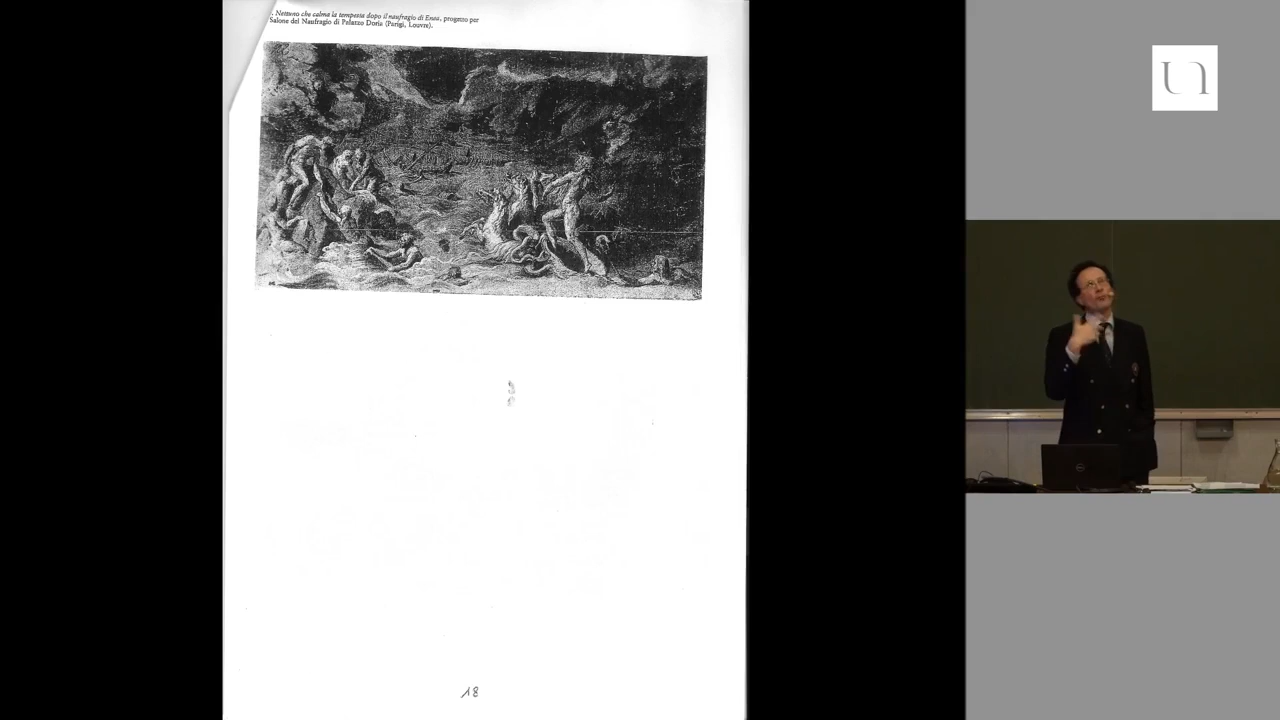 . Nettuno che calma la tempesta dopo il naufragio di Enea, progetto per
Salone del Naufragio di Palazzo Doria (Parigi, Louvre).
18